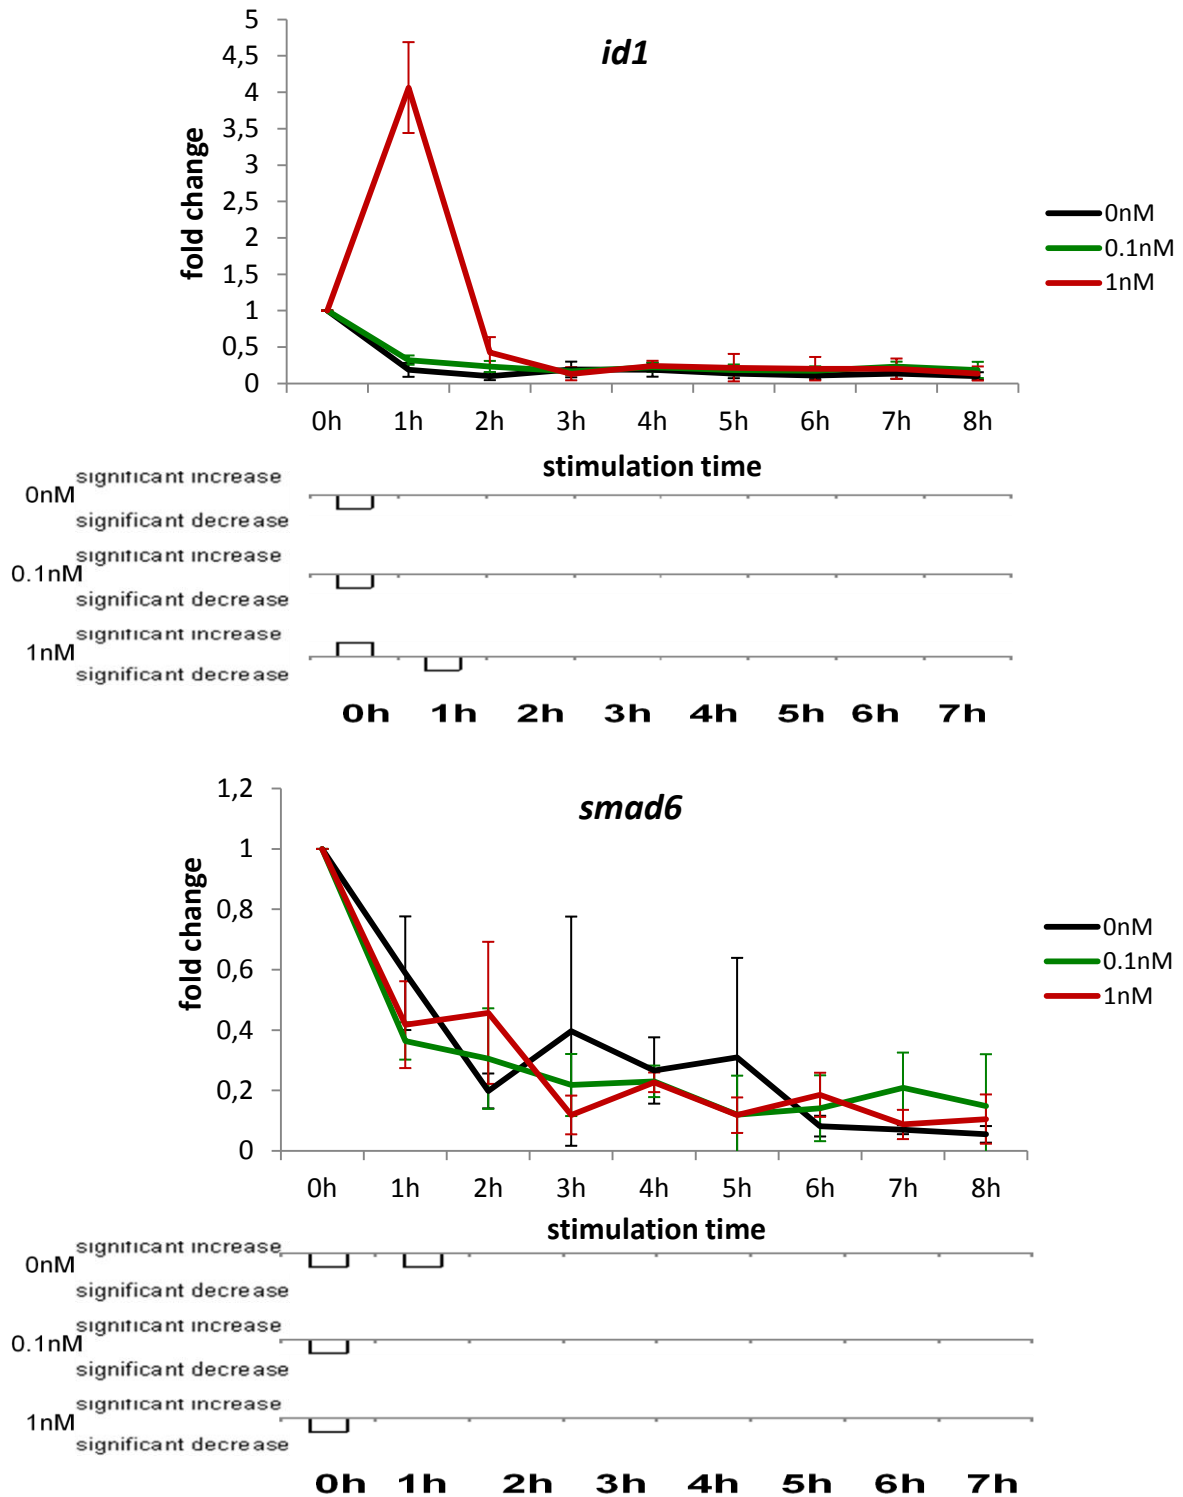 5
id1
4,5
4
3,5
3
2,5
2
1,5
1
0,5
0
fold change
0nM
0.1nM
1nM
0h 1h 2h 3h 4h 5h 6h 7h 8h
stimulation time
significant increase
0nM
significant decrease
significant increase
0.1nM
significant decrease
significant increase
1nM
significant decrease
0h 1h 2h 3h 4h 5h 6h 7h
1,2
smad6
1
0,8
0,6
0,4
0,2
0
fold change
0nM
0.1nM
1nM
0h 1h 2h 3h 4h 5h 6h 7h 8h
stimulation time
significant increase
0nM
significant decrease
significant increase
0.1nM
significant decrease
significant increase
1nM
significant decrease
0h 1h 2h 3h 4h 5h 6h 7h